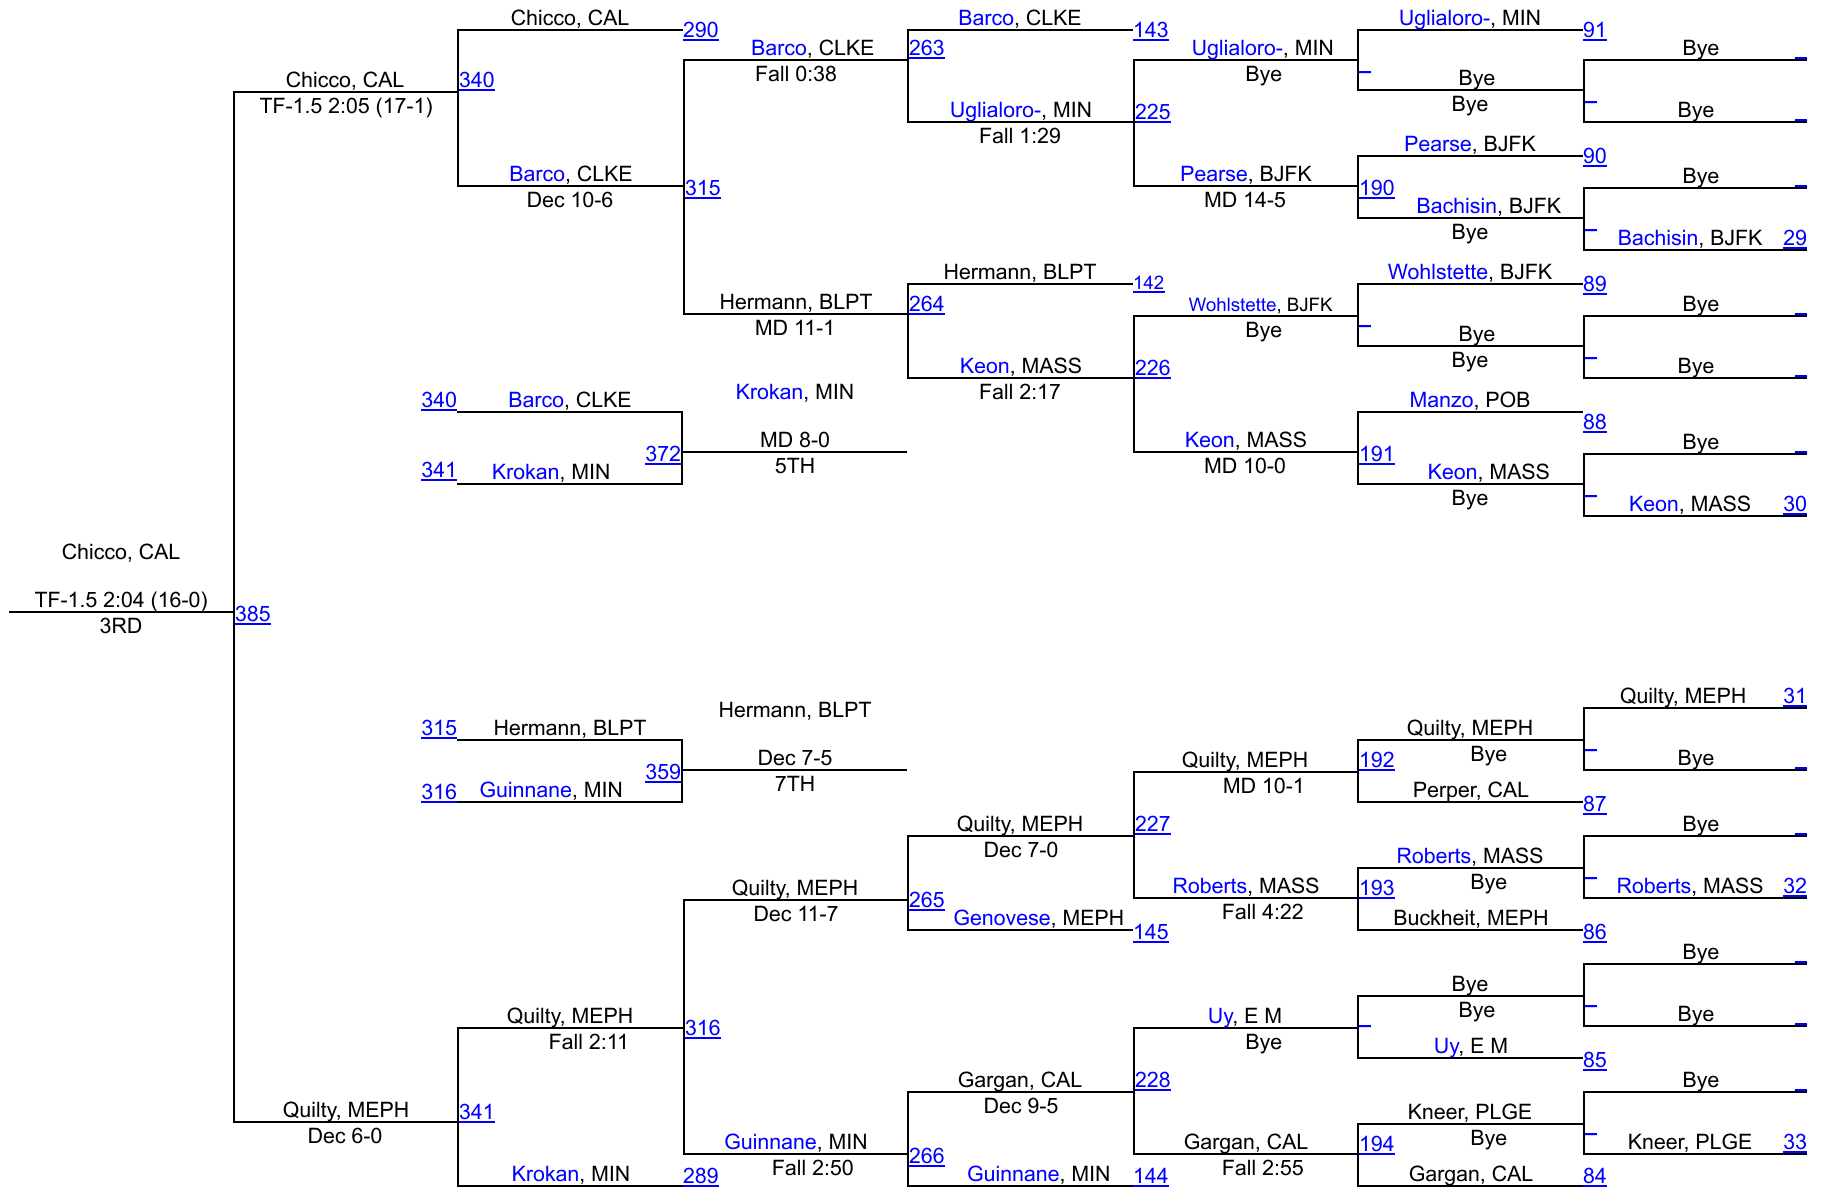 Chicco, CAL
290
Barco, CLKE
143
Uglialoro-, MIN
91
Barco, CLKE
263
Fall 0:38
Uglialoro-, MIN
Bye
Bye
Chicco, CAL
340
TF-1.5 2:05 (17-1)
Bye
Bye
Uglialoro-, MIN
225
Fall 1:29
Bye
Pearse, BJFK
90
Barco, CLKE
315
Dec 10-6
Pearse, BJFK
190
MD 14-5
Bye
Bachisin, BJFK
Bye
Bachisin, BJFK 29
Hermann, BLPT
142
Wohlstette, BJFK
89
Hermann, BLPT
264
MD 11-1
Wohlstette, BJFK
Bye
Bye
Bye
Bye
Keon, MASS
226
Fall 2:17
Bye
340
Barco, CLKE
Krokan, MIN
Manzo, POB
88
372
MD 8-0
5TH
Keon, MASS
191
MD 10-0
Bye
341
Krokan, MIN
Keon, MASS
Bye
Keon, MASS 30
Chicco, CAL
TF-1.5 2:04 (16-0)
385
3RD
Quilty, MEPH 31
315
Hermann, BLPT
Hermann, BLPT
Quilty, MEPH
Bye
359
Dec 7-5
7TH
Quilty, MEPH
192
MD 10-1
Bye
316
Guinnane, MIN
Perper, CAL
87
Quilty, MEPH
227
Dec 7-0
Bye
Roberts, MASS
Bye
Quilty, MEPH
265
Dec 11-7
Roberts, MASS
193
Fall 4:22
Roberts, MASS 32
Genovese, MEPH
145
Buckheit, MEPH
86
Bye
Bye
Bye
Quilty, MEPH
316
Fall 2:11
Uy, E M
Bye
Bye
Uy, E M
85
Gargan, CAL
228
Dec 9-5
Bye
Quilty, MEPH
341
Dec 6-0
Kneer, PLGE
Bye
Guinnane, MIN
266
Fall 2:50
Gargan, CAL
194
Fall 2:55
Kneer, PLGE 33
Krokan, MIN
289
Guinnane, MIN
144
Gargan, CAL
84